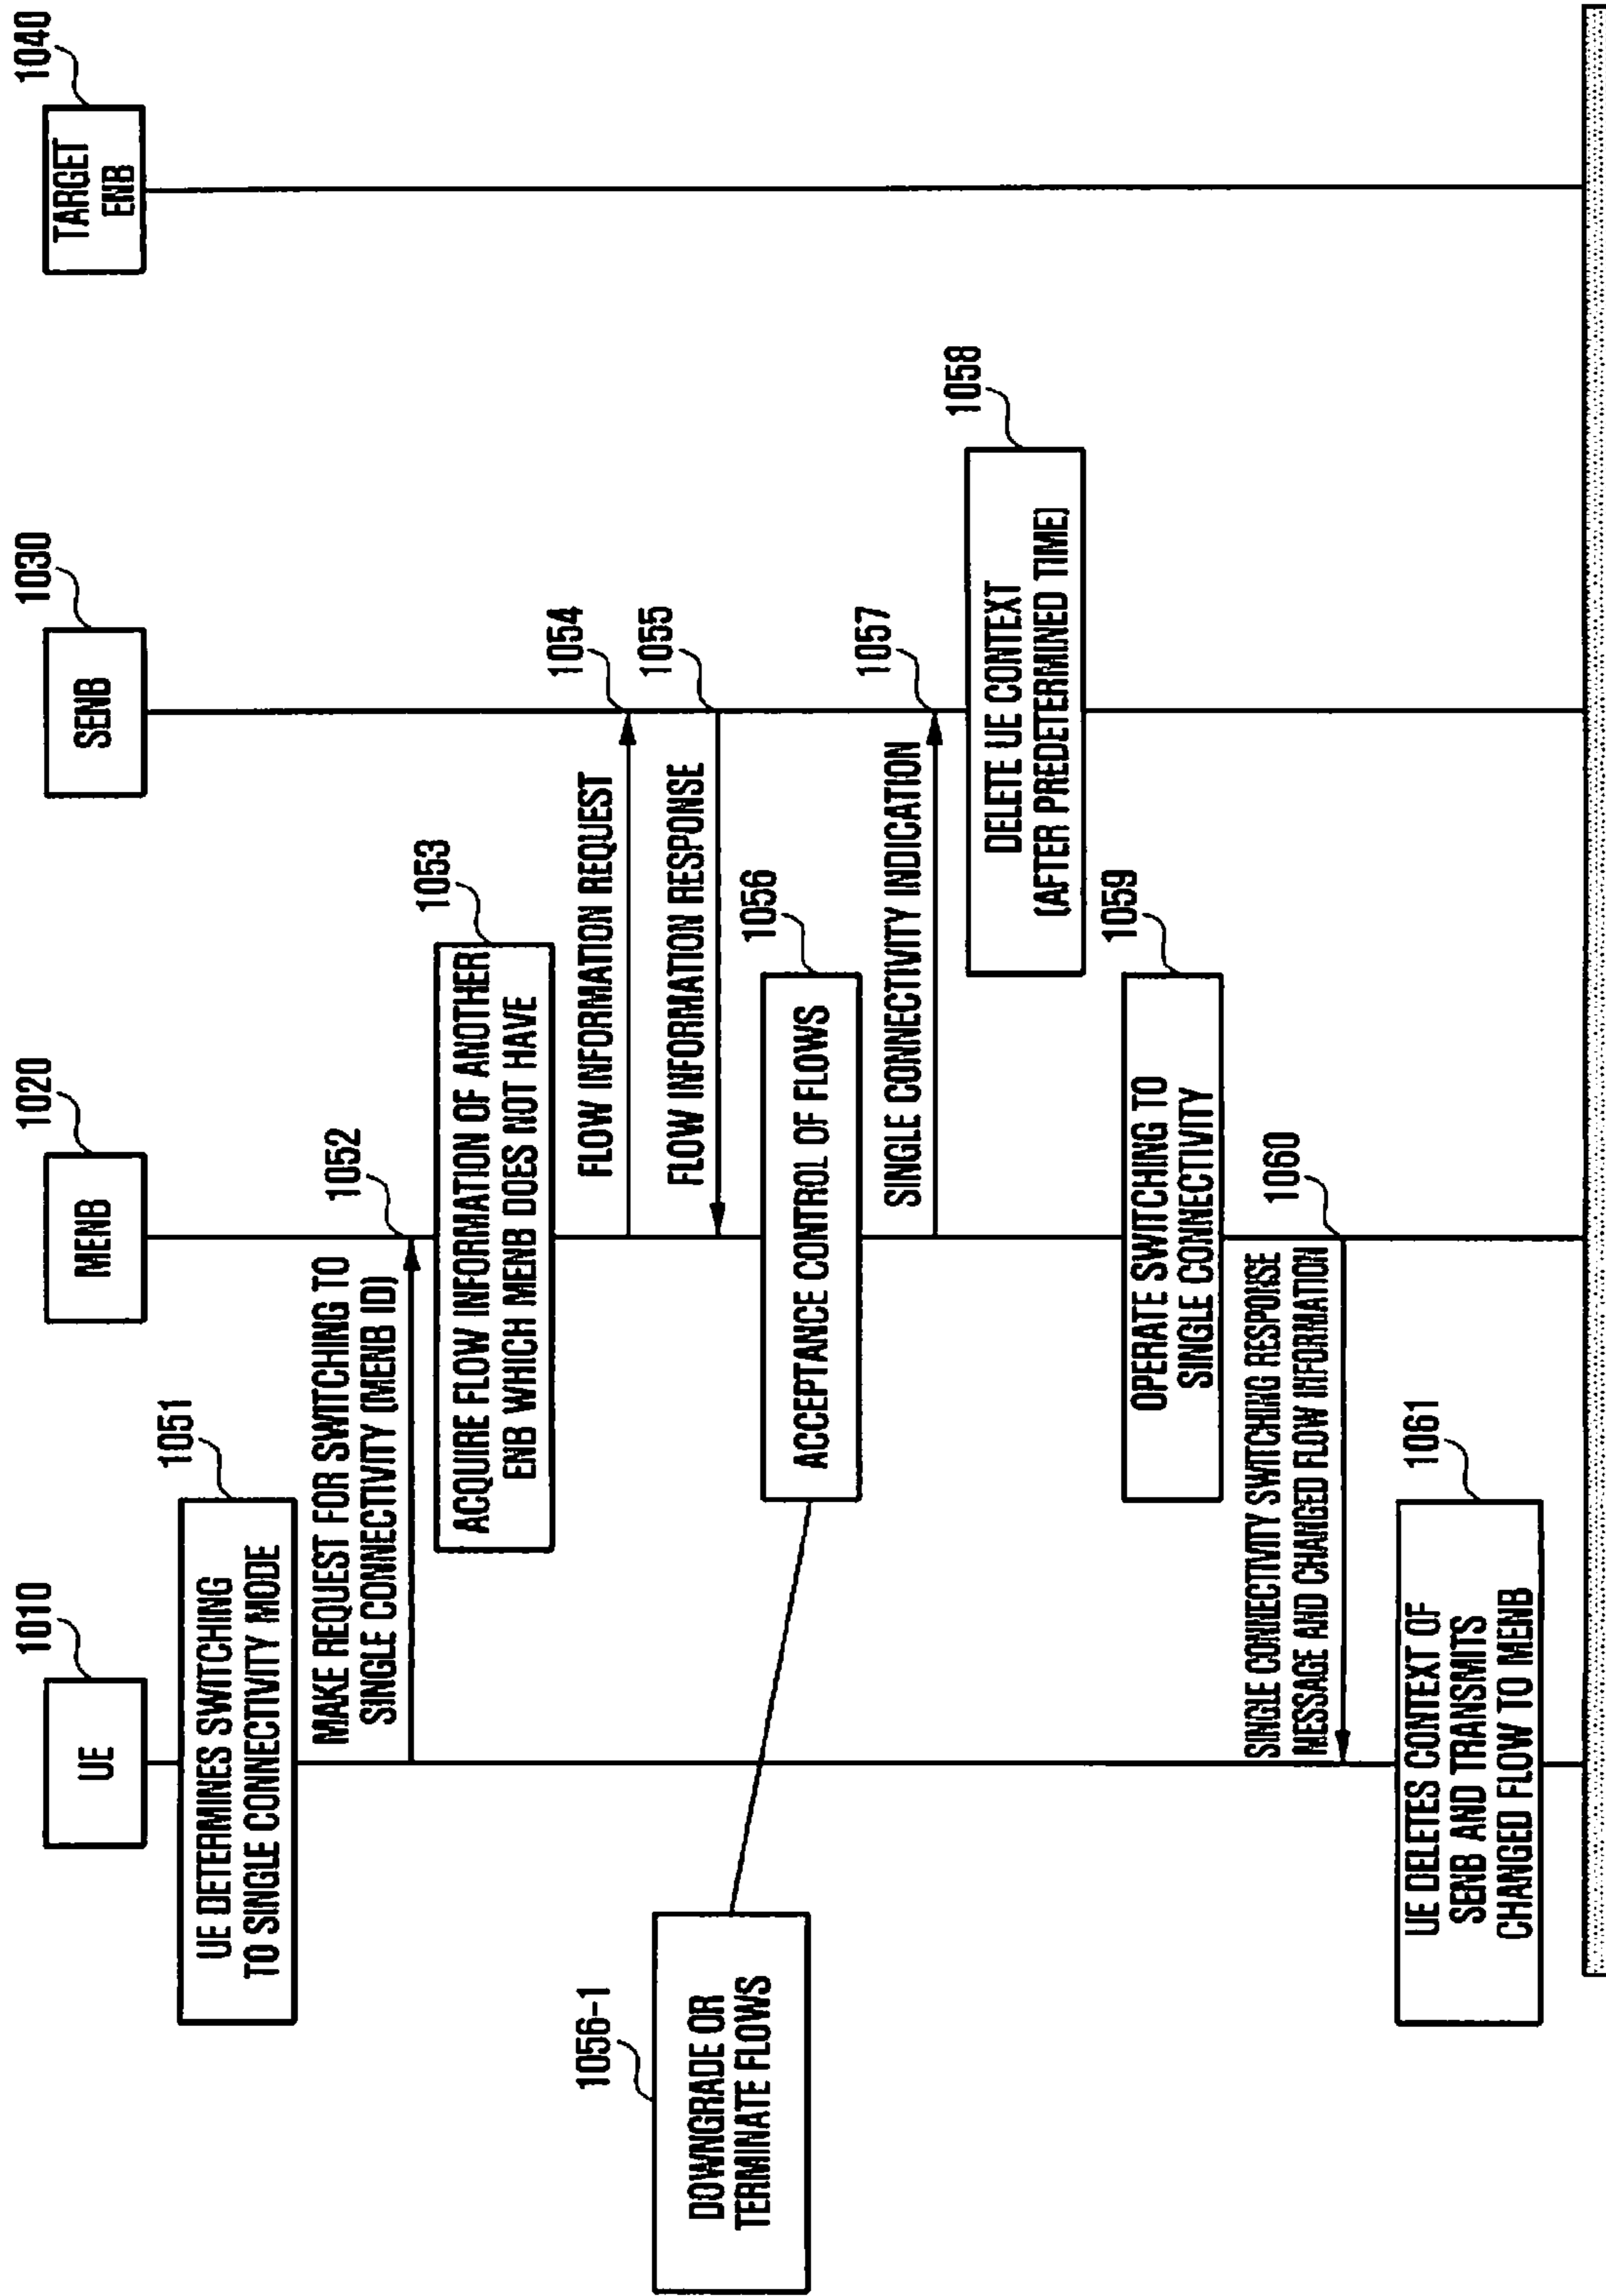 UE
1010
MENB
1020
SENB
1030
TARGET
ENB
1040
UE DETERMINES SWITCHING
TO SINGLE CONNECTIVITY MODE
1051
MAKE REQUEST FOR SWITCHING TO
SINGLE CONNECTIVITY (MENB ID)
1052
ACQUIRE FLOW INFORMATION OF ANOTHER
ENB WHICH MENB DOES NOT HAVE
1053
FLOW INFORMATION REQUEST
1054
FLOW INFORMATION RESPONSE
1055
DOWNGRADE OR
TERMINATE FLOWS
1056-1
ACCEPTANCE CONTROL OF FLOWS
1056
SINGLE CONNECTIVITY INDICATION
1057
DELETE UE CONTEXT
(AFTER PREDETERMINED TIME)
1058
OPERATE SWITCHING TO
SINGLE CONNECTIVITY
1059
SINGLE CONNECTIVITY SWITCHING RESPONSE
MESSAGE AND CHANGED FLOW INFORMATION
1060
UE DELETES CONTEXT OF
SENB AND TRANSMITS
CHANGED FLOW TO MENB
1061